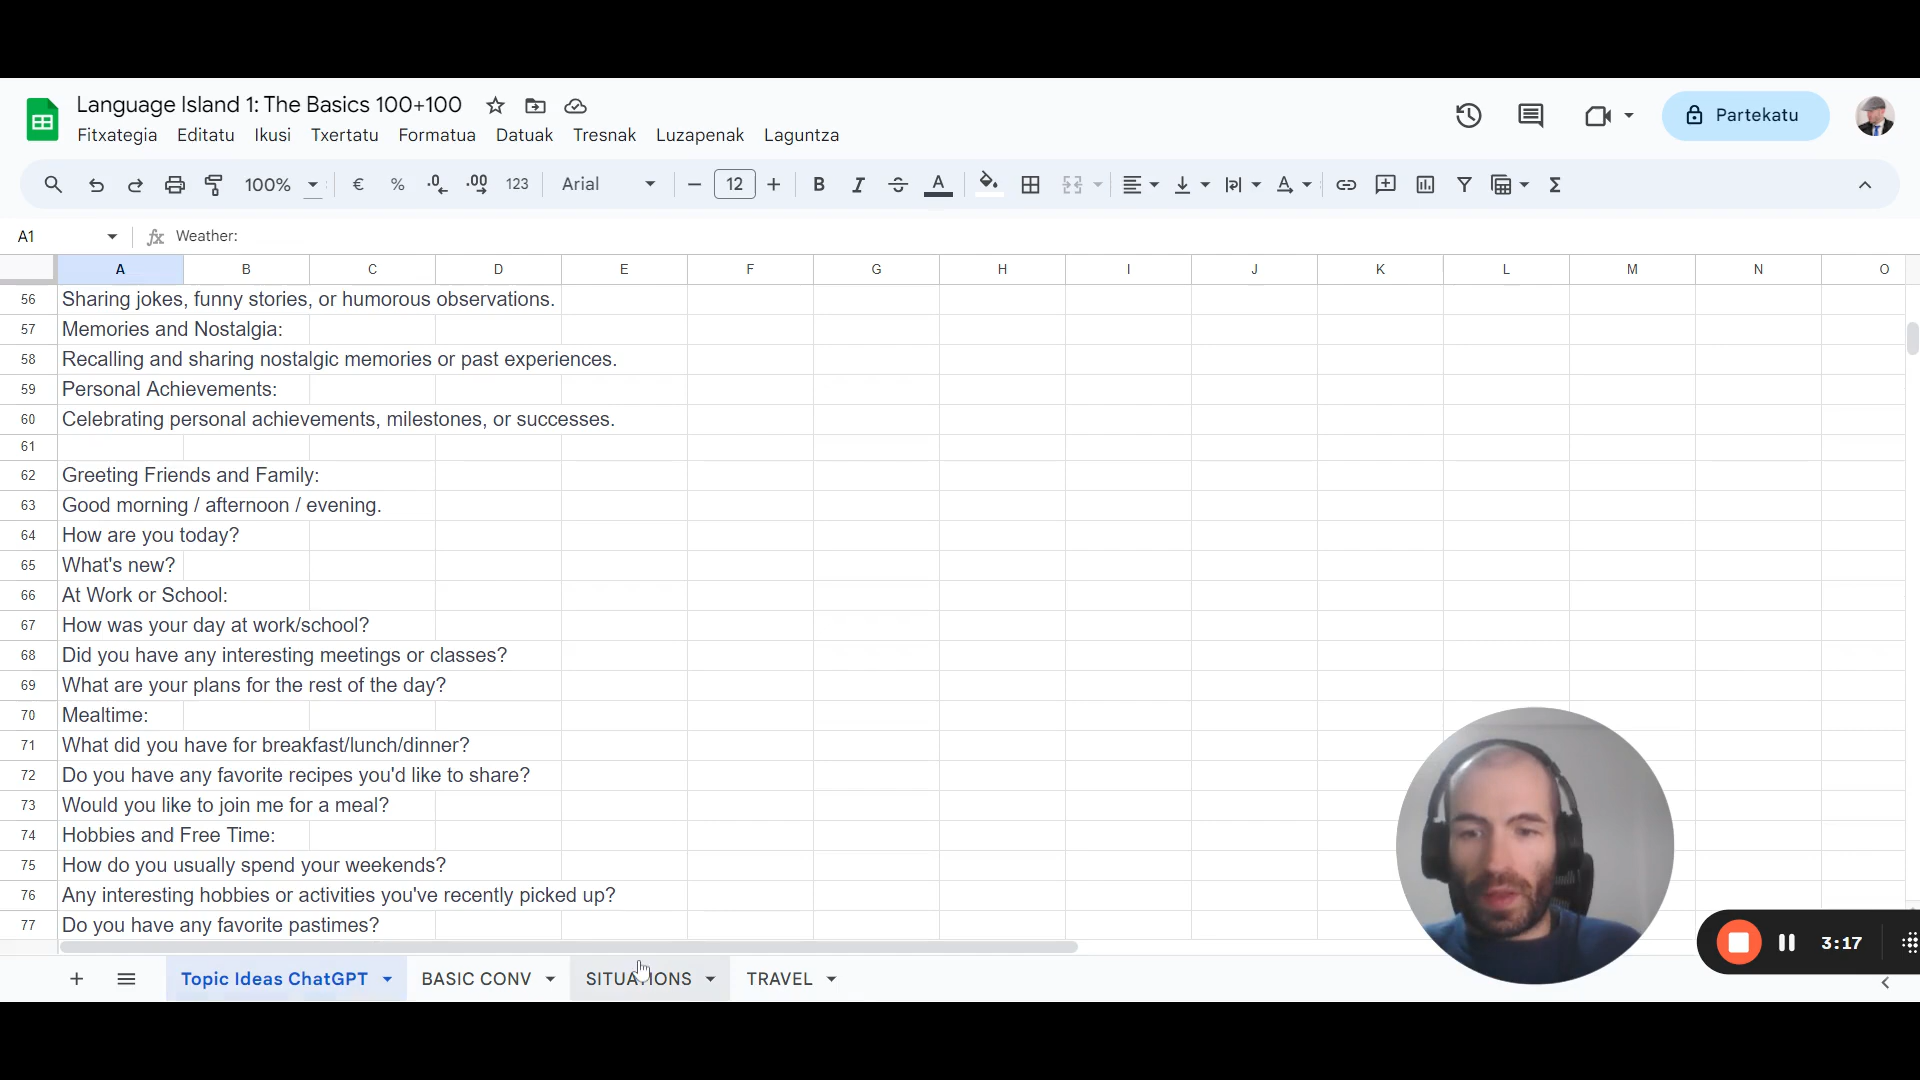 Language Island 1: The Basics 100+100
Fitxategia Editatu Ikusi Txertatu Formatua Datuak Tresnak Luzapenak Laguntza
Partekatu
100% € % .0 .00 123 Arial 12 B I S A A Σ
A1 fx Weather:
A B C D E F G H I J K L M N O
56 Sharing jokes, funny stories, or humorous observations.
57 Memories and Nostalgia:
58 Recalling and sharing nostalgic memories or past experiences.
59 Personal Achievements:
60 Celebrating personal achievements, milestones, or successes.
61
62 Greeting Friends and Family:
63 Good morning / afternoon / evening.
64 How are you today?
65 What's new?
66 At Work or School:
67 How was your day at work/school?
68 Did you have any interesting meetings or classes?
69 What are your plans for the rest of the day?
70 Mealtime:
71 What did you have for breakfast/lunch/dinner?
72 Do you have any favorite recipes you'd like to share?
73 Would you like to join me for a meal?
74 Hobbies and Free Time:
75 How do you usually spend your weekends?
76 Any interesting hobbies or activities you've recently picked up?
77 Do you have any favorite pastimes?
3:17
Topic Ideas ChatGPT BASIC CONV SITUATIONS TRAVEL